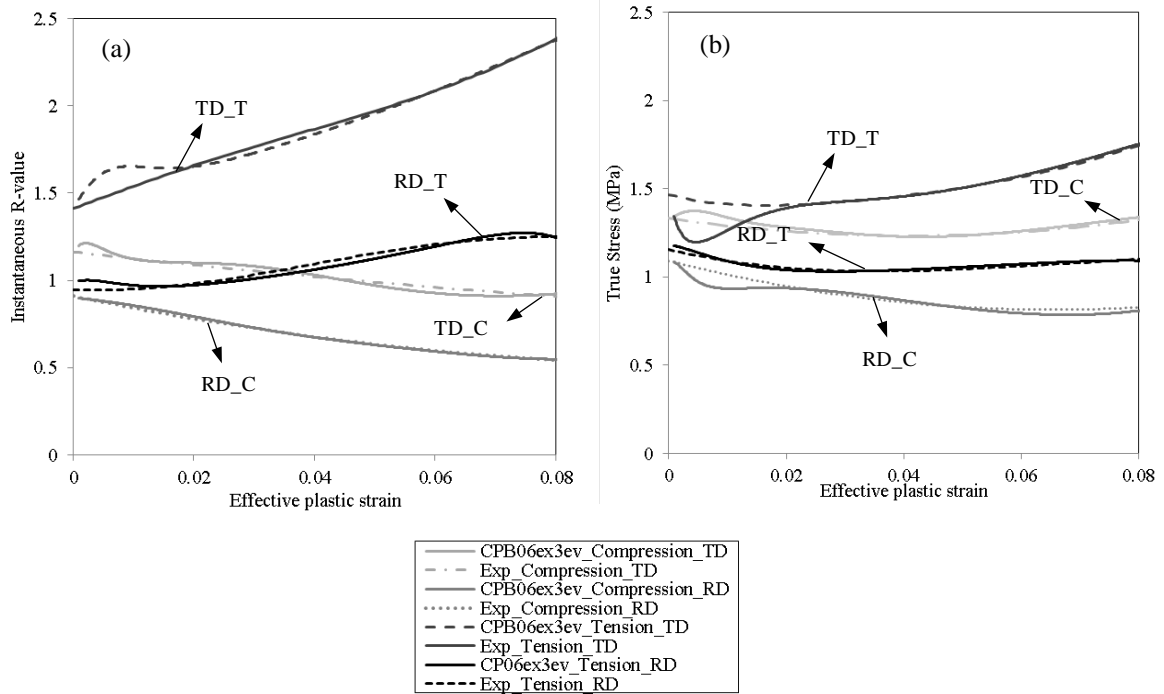 (a)
2.5
2
1.5
1
0.5
0
Instantaneous R-value
TD_T
RD_T
TD_C
RD_C
0
0.02
0.04
0.06
0.08
Effective plastic strain
(b)
2.5
2
1.5
1
0.5
0
True Stress (MPa)
TD_T
TD_C
RD_T
RD_C
0
0.02
0.04
0.06
0.08
Effective plastic strain
CPB06ex3ev_Compression_TD
Exp_Compression_TD
CPB06ex3ev_Compression_RD
Exp_Compression_RD
CPB06ex3ev_Tension_TD
Exp_Tension_TD
CP06ex3ev_Tension_RD
Exp_Tension_RD